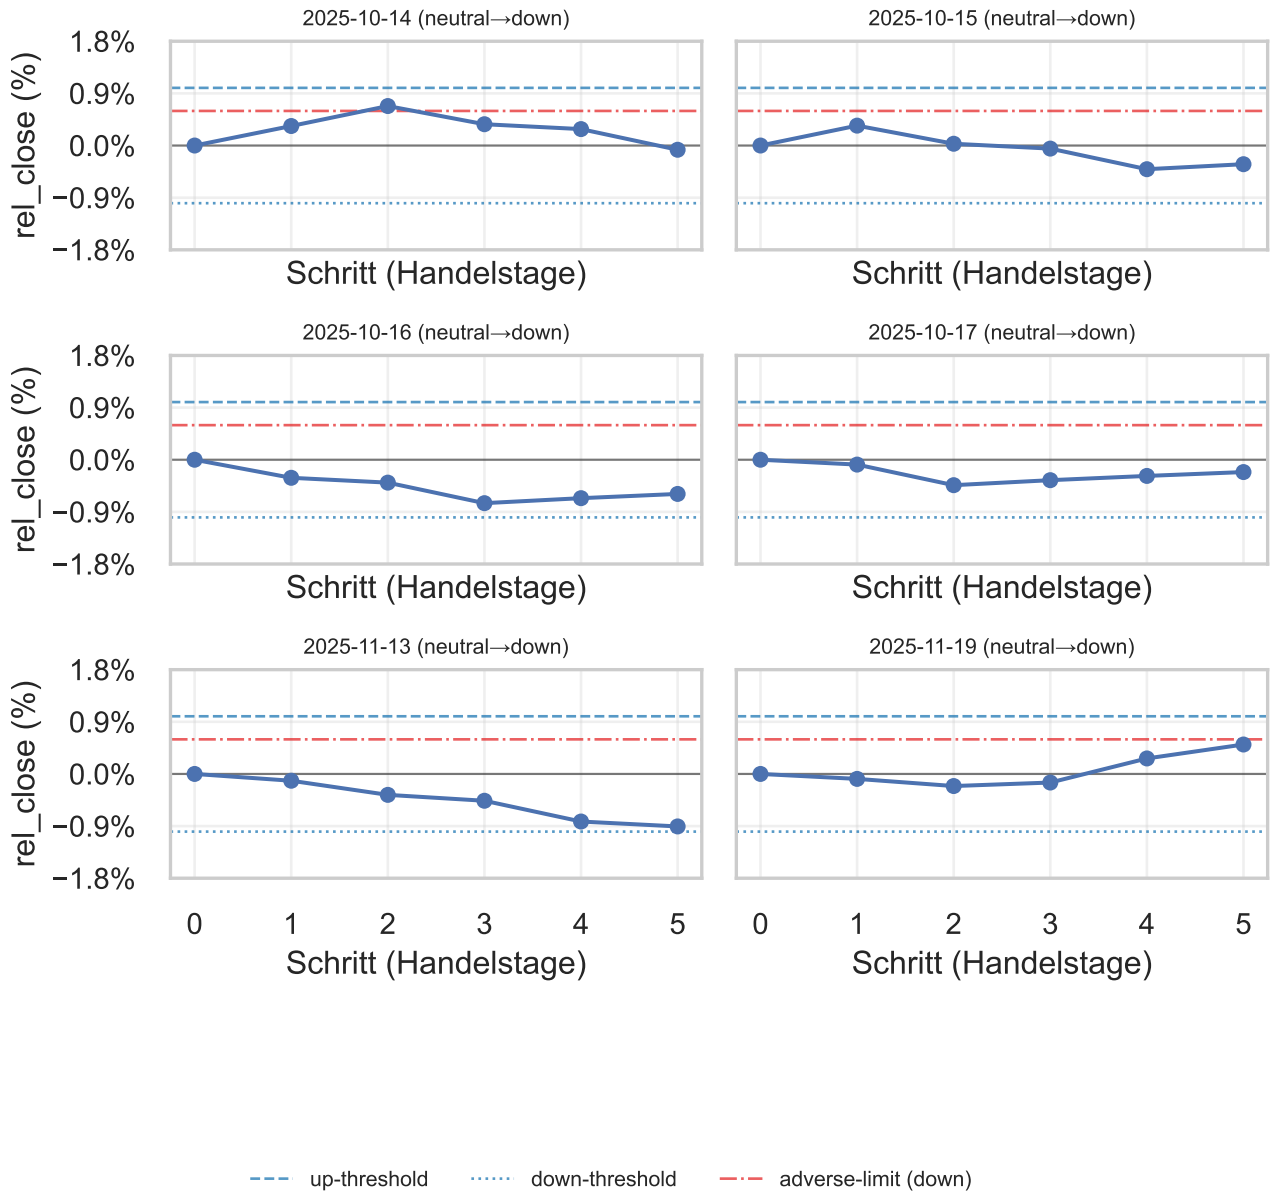 2025-10-14 (neutral→down)
2025-10-15 (neutral→down)
1.8%
0.9%
0.0%
−0.9%
−1.8%
rel_close (%)
Schritt (Handelstage)
Schritt (Handelstage)
2025-10-16 (neutral→down)
2025-10-17 (neutral→down)
1.8%
0.9%
0.0%
−0.9%
−1.8%
rel_close (%)
Schritt (Handelstage)
Schritt (Handelstage)
2025-11-13 (neutral→down)
2025-11-19 (neutral→down)
1.8%
0.9%
0.0%
−0.9%
−1.8%
rel_close (%)
0 1 2 3 4 5
0 1 2 3 4 5
Schritt (Handelstage)
Schritt (Handelstage)
up-threshold
down-threshold
adverse-limit (down)